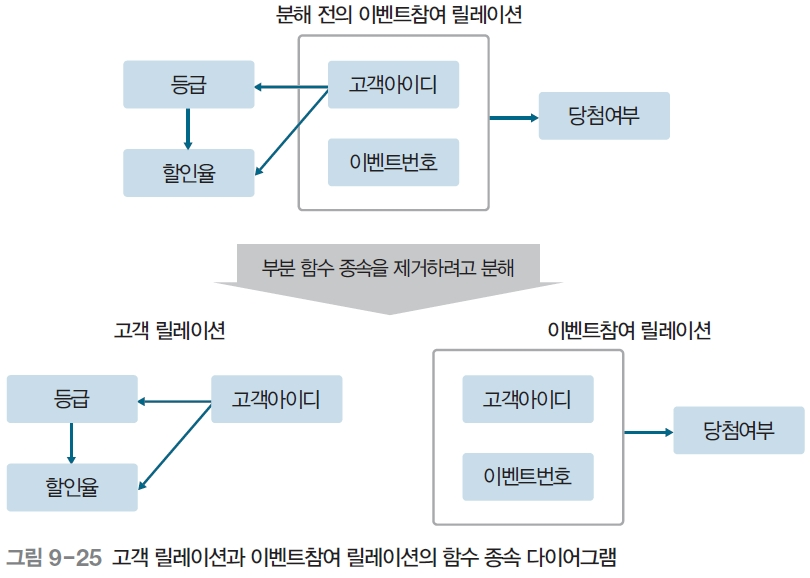 분해 전의 이벤트참여 릴레이션
등급
고객아이디
당첨여부
할인율
이벤트번호
부분 함수 종속을 제거하려고 분해
고객 릴레이션
이벤트참여 릴레이션
등급
고객아이디
고객아이디
당첨여부
할인율
이벤트번호
그림 9-25 고객 릴레이션과 이벤트참여 릴레이션의 함수 종속 다이어그램